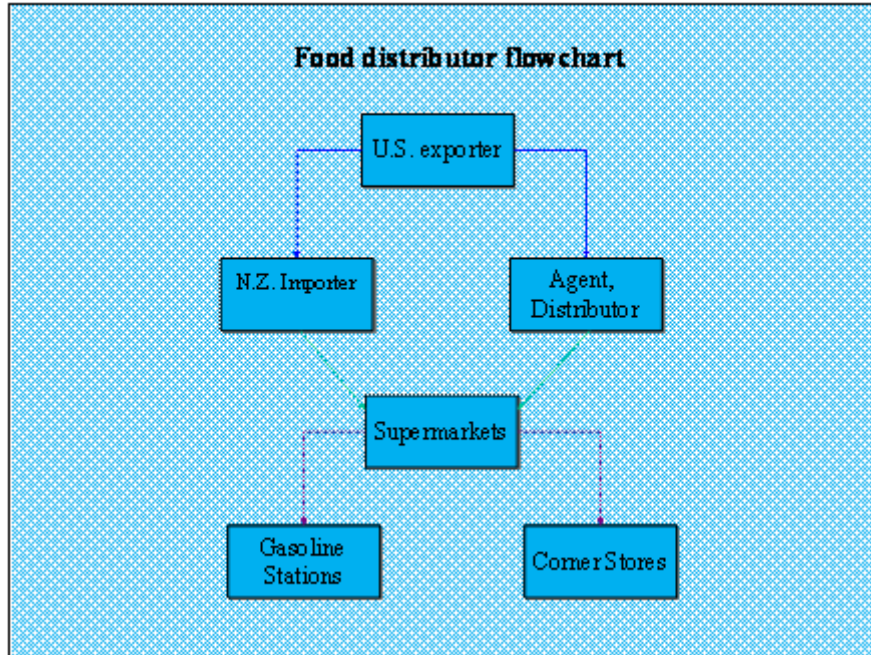 Food distributor flowchart
U.S. exporter
N.Z. Importer
Agent,
Distributor
Supermarkets
Gasoline
Stations
Corner Stores